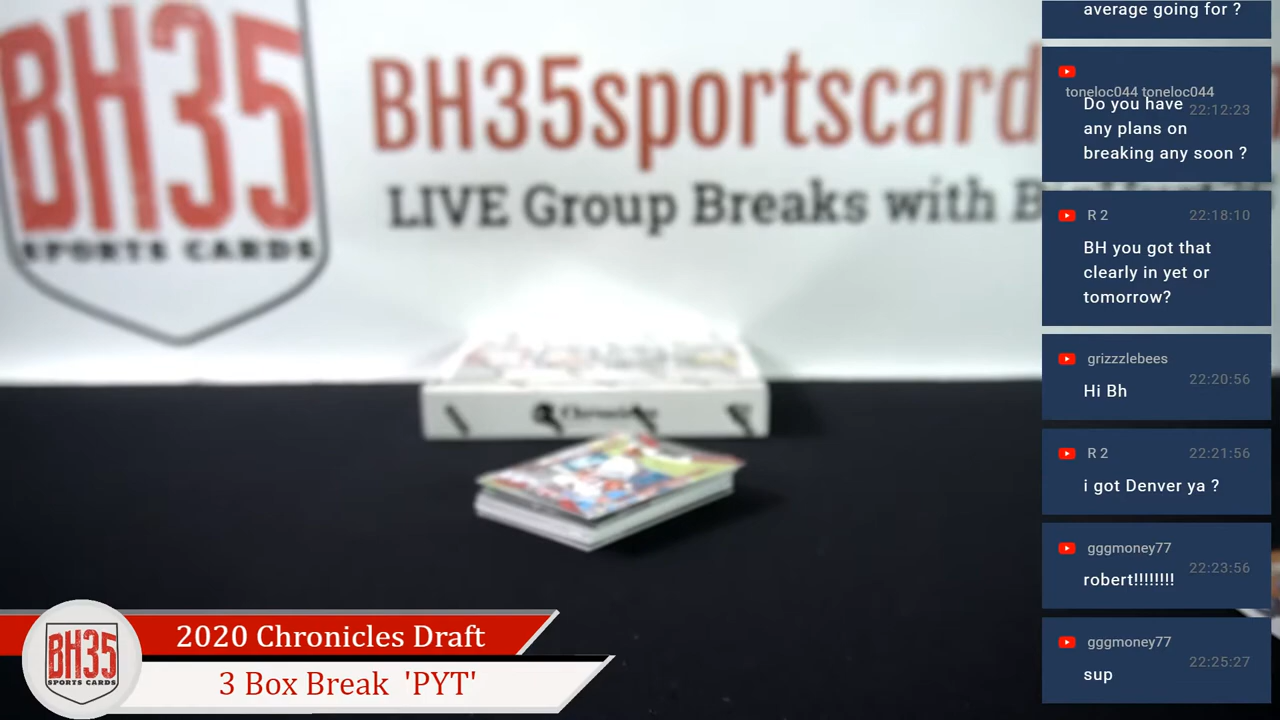 BH35
SPORTS CARDS
BH35sportscard
LIVE Group Breaks with
Chronicles
average going for ?
toneloc044 toneloc044
22:12:23
Do you have
any plans on
breaking any soon ?
R 2
22:18:10
BH you got that
clearly in yet or
tomorrow?
grizzzlebees
22:20:56
Hi Bh
R 2
22:21:56
i got Denver ya ?
gggmoney77
22:23:56
robert!!!!!!!!
gggmoney77
22:25:27
sup
BH35
SPORTS CARDS
2020 Chronicles Draft
3 Box Break 'PYT'